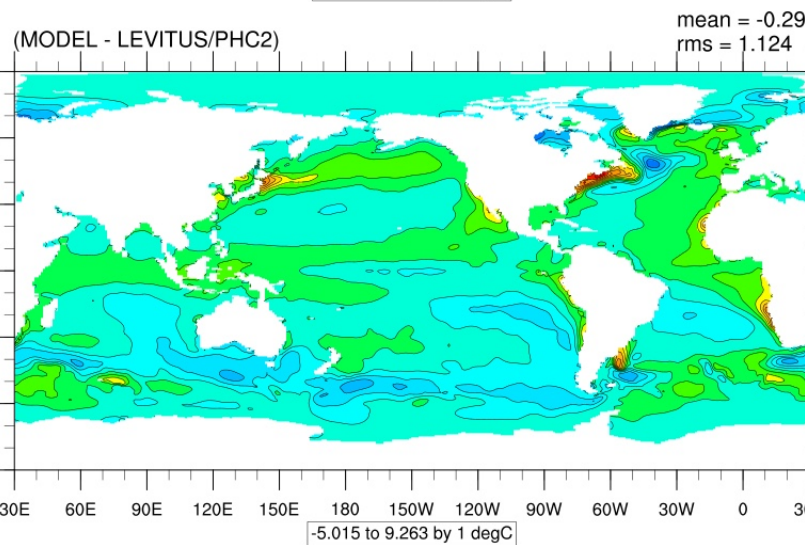 mean = -0.29
(MODEL - LEVITUS/PHC2)
rms = 1.124
30E 60E 90E 120E 150E 180 150W 120W 90W 60W 30W 0
-5.015 to 9.263 by 1 degC